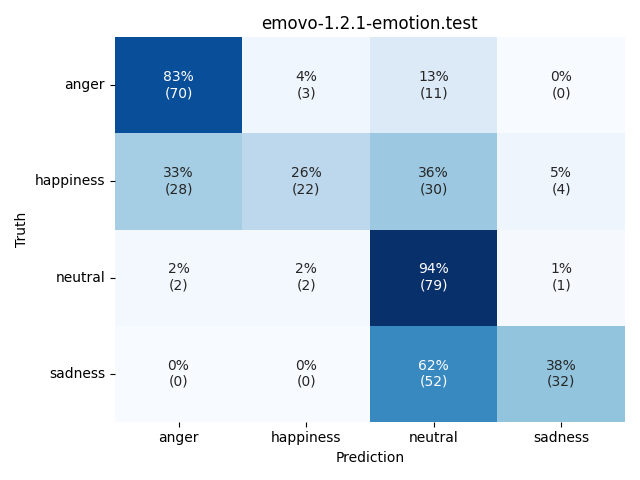 emovo-1.2.1-emotion.test
Truth
anger
83%
(70)
4%
(3)
13%
(11)
0%
(0)
happiness
33%
(28)
26%
(22)
36%
(30)
5%
(4)
neutral
2%
(2)
2%
(2)
94%
(79)
1%
(1)
sadness
0%
(0)
0%
(0)
62%
(52)
38%
(32)
anger
happiness
neutral
sadness
Prediction